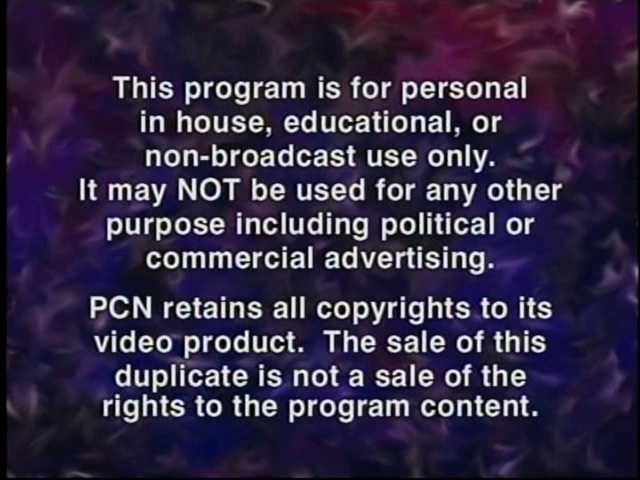 This program is for personal
in house, educational, or
non-broadcast use only.
It may NOT be used for any other
purpose including political or
commercial advertising.
PCN retains all copyrights to its
video product.  The sale of this
duplicate is not a sale of the
rights to the program content.